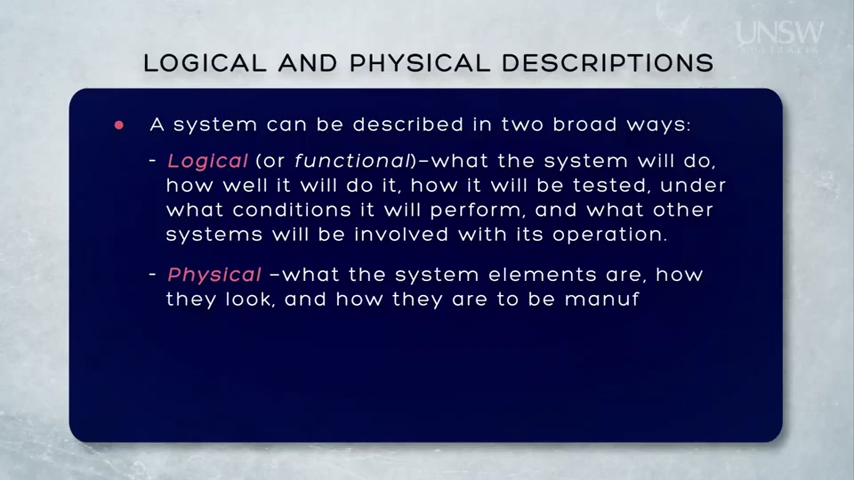 UNSW
AUSTRALIA
LOGICAL AND PHYSICAL DESCRIPTIONS
• A system can be described in two broad ways:
- Logical (or functional)–what the system will do,
how well it will do it, how it will be tested, under
what conditions it will perform, and what other
systems will be involved with its operation.
- Physical –what the system elements are, how
they look, and how they are to be manuf